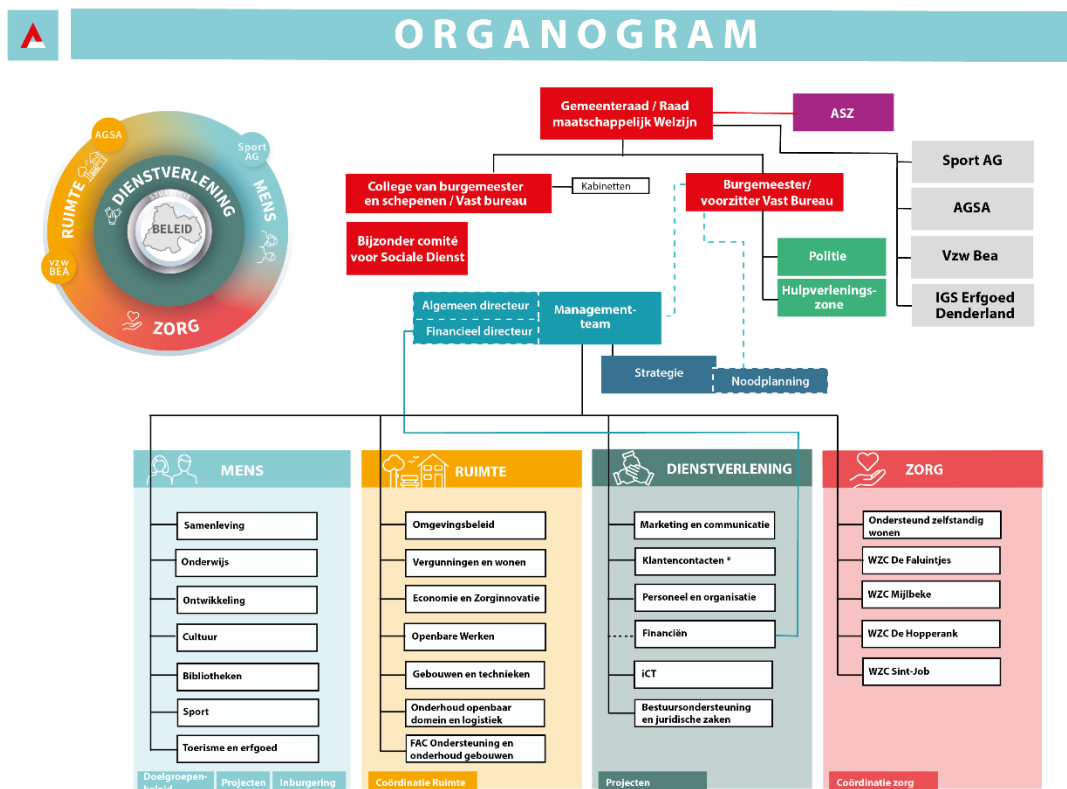 ORGANOGRAM
AGSA
Sport
AG
RUIMTE
DIENSTVERLENING
MENS
BELEID
VZW
BEA
ZORG
Gemeenteraad / Raad
maatschappelijk Welzijn
ASZ
College van burgemeester
en schepenen / Vast bureau
Kabinetten
Burgemeester/
voorzitter Vast Bureau
Sport AG
AGSA
Vzw Bea
IGS Erfgoed
Denderland
Bijzonder comité
voor Sociale Dienst
Politie
Hulpverlenings-
zone
Algemeen directeur
Financieel directeur
Management-
team
Strategie
Noodplanning
MENS
Samenleving
Onderwijs
Ontwikkeling
Cultuur
Bibliotheken
Sport
Toerisme en erfgoed
Doelgroepen-
beleid
Projecten
Inburgering
RUIMTE
Omgevingsbeleid
Vergunningen en wonen
Economie en Zorginnovatie
Openbare Werken
Gebouwen en technieken
Onderhoud openbaar
domein en logistiek
FAC Ondersteuning en
onderhoud gebouwen
Coördinatie Ruimte
DIENSTVERLENING
Marketing en communicatie
Klantencontacten *
Personeel en organisatie
Financiën
iCT
Bestuursondersteuning
en juridische zaken
Projecten
ZORG
Ondersteund zelfstandig
wonen
WZC De Faluintjes
WZC Mijlbeke
WZC De Hopperank
WZC Sint-Job
Coördinatie zorg